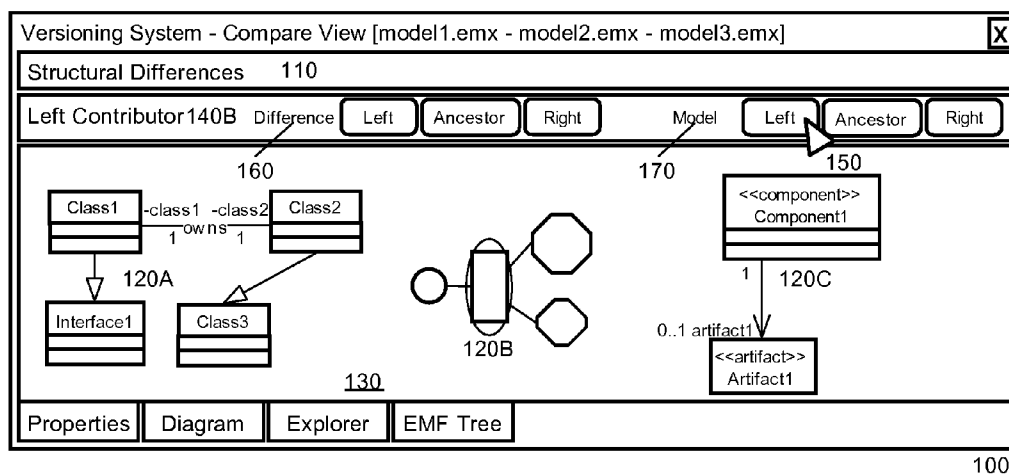 Versioning System - Compare View [model1.emx - model2.emx - model3.emx] X
Structural Differences 110
Left Contributor140B Difference Left Ancestor Right Model Left Ancestor Right
160 170 150
Class1 -class1 -class2 Class2 <<component>>
1 owns 1 Component1
120A 1 120C
Interface1 Class3 0..1 artifact1
120B <<artifact>>
130 Artifact1
Properties Diagram Explorer EMF Tree
100